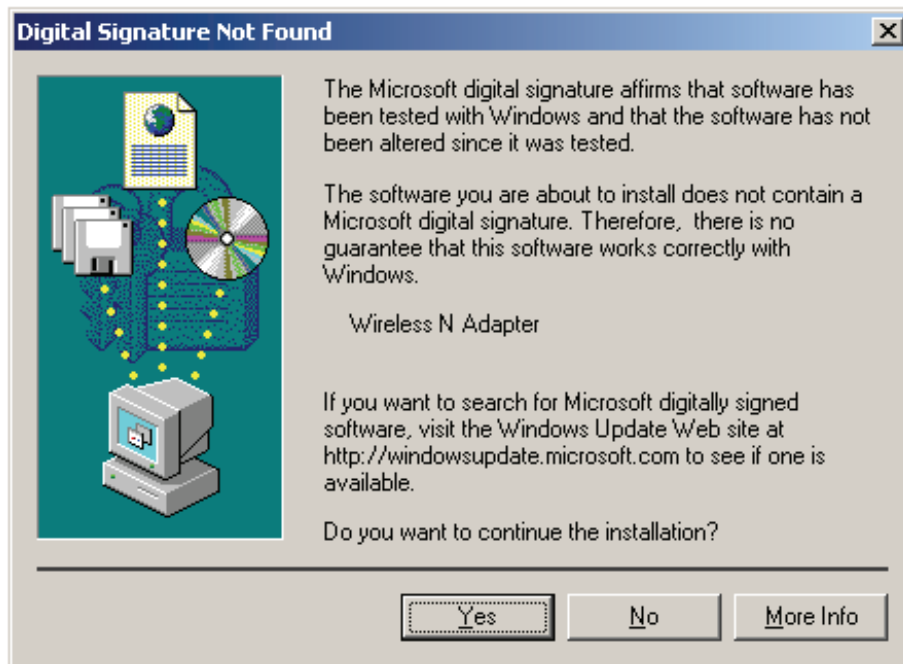 Digital Signature Not Found
The Microsoft digital signature affirms that software has
been tested with Windows and that the software has not
been altered since it was tested.
The software you are about to install does not contain a
Microsoft digital signature. Therefore,  there is no
guarantee that this software works correctly with
Windows.
Wireless N Adapter
If you want to search for Microsoft digitally signed
software, visit the Windows Update Web site at
http://windowsupdate.microsoft.com to see if one is
available.
Do you want to continue the installation?
Yes
No
More Info